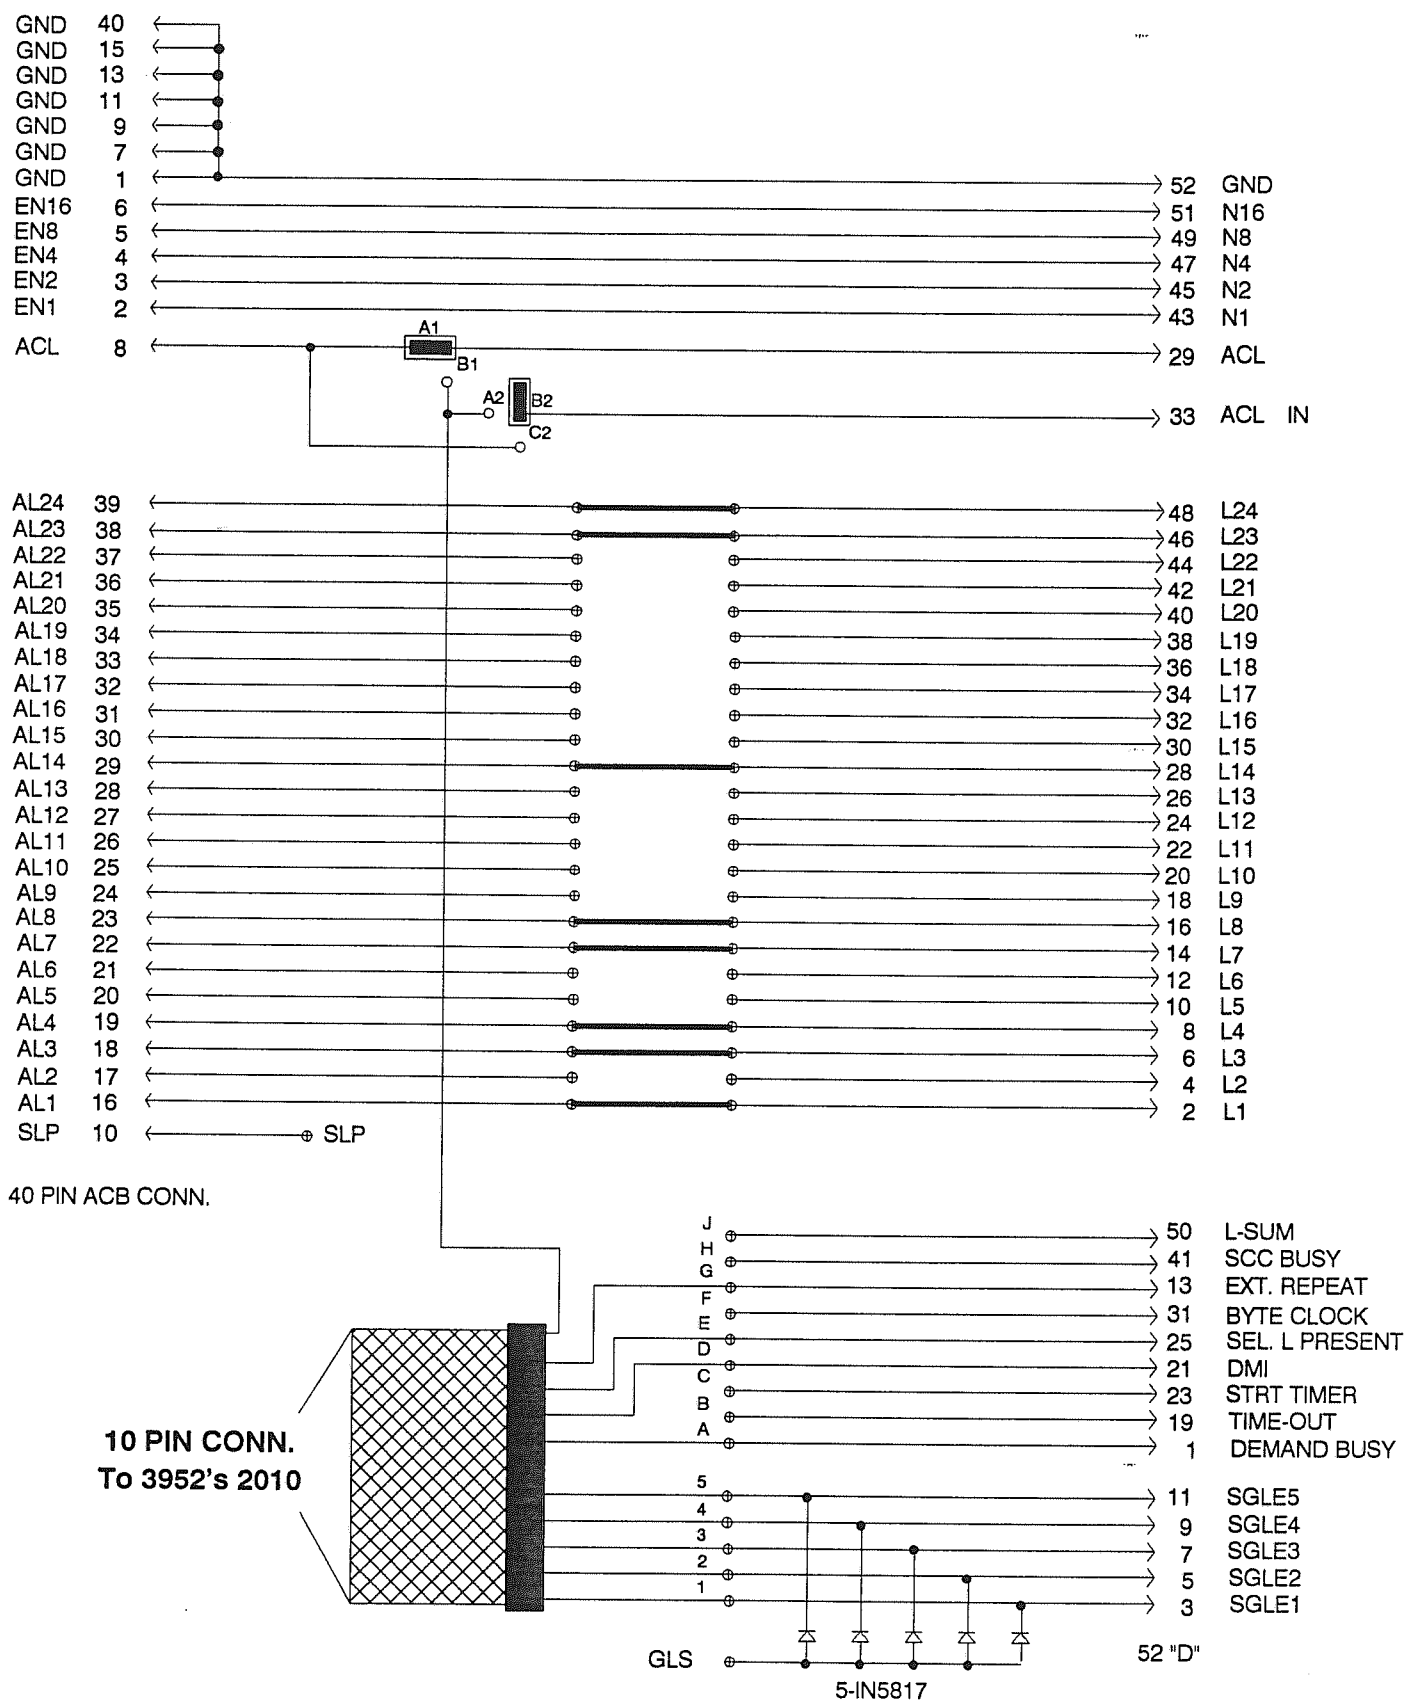 GND 40
GND 15
GND 13
GND 11
GND 9
GND 7
GND 1 52 GND
EN16 6 51 N16
EN8 5 49 N8
EN4 4 47 N4
EN2 3 45 N2
EN1 2 43 N1
A1
ACL 8 29 ACL
B1
A2 B2 33 ACL IN
C2
AL24 39 48 L24
AL23 38 46 L23
AL22 37 44 L22
AL21 36 42 L21
AL20 35 40 L20
AL19 34 38 L19
AL18 33 36 L18
AL17 32 34 L17
AL16 31 32 L16
AL15 30 30 L15
AL14 29 28 L14
AL13 28 26 L13
AL12 27 24 L12
AL11 26 22 L11
AL10 25 20 L10
AL9 24 18 L9
AL8 23 16 L8
AL7 22 14 L7
AL6 21 12 L6
AL5 20 10 L5
AL4 19 8 L4
AL3 18 6 L3
AL2 17 4 L2
AL1 16 2 L1
SLP 10 SLP
40 PIN ACB CONN.
J 50 L-SUM
H 41 SCC BUSY
G 13 EXT. REPEAT
F 31 BYTE CLOCK
E 25 SEL. L PRESENT
D 21 DMI
C 23 STRT TIMER
B 19 TIME-OUT
A 1 DEMAND BUSY
10 PIN CONN.
To 3952's 2010
5 11 SGLE5
4 9 SGLE4
3 7 SGLE3
2 5 SGLE2
1 3 SGLE1
GLS
52 "D"
5-IN5817